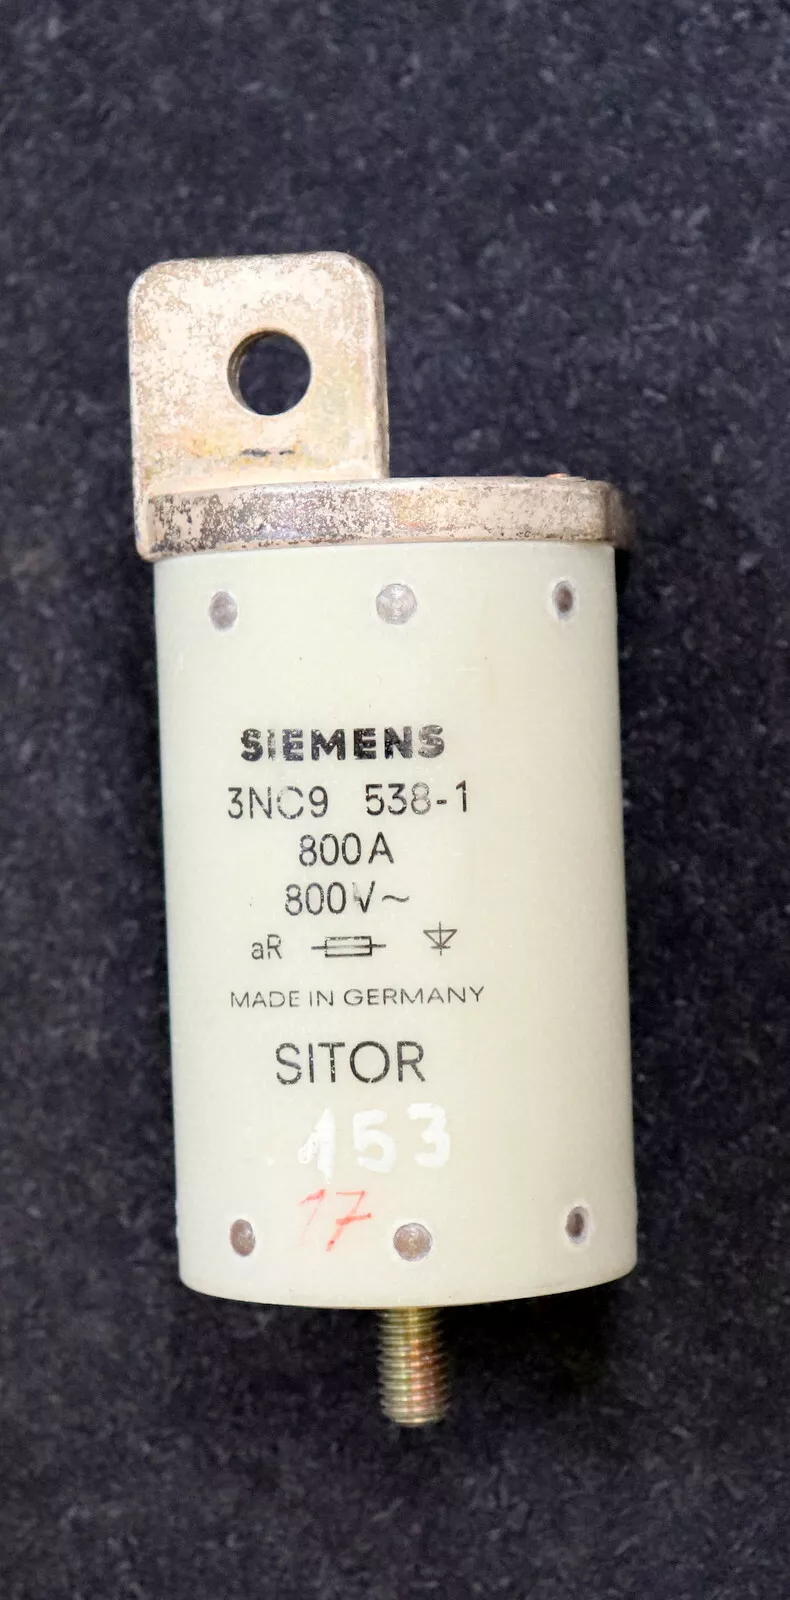 SIEMENS
3NC9 538-1
800A
800V~
aR
MADE IN GERMANY
SITOR
153
17